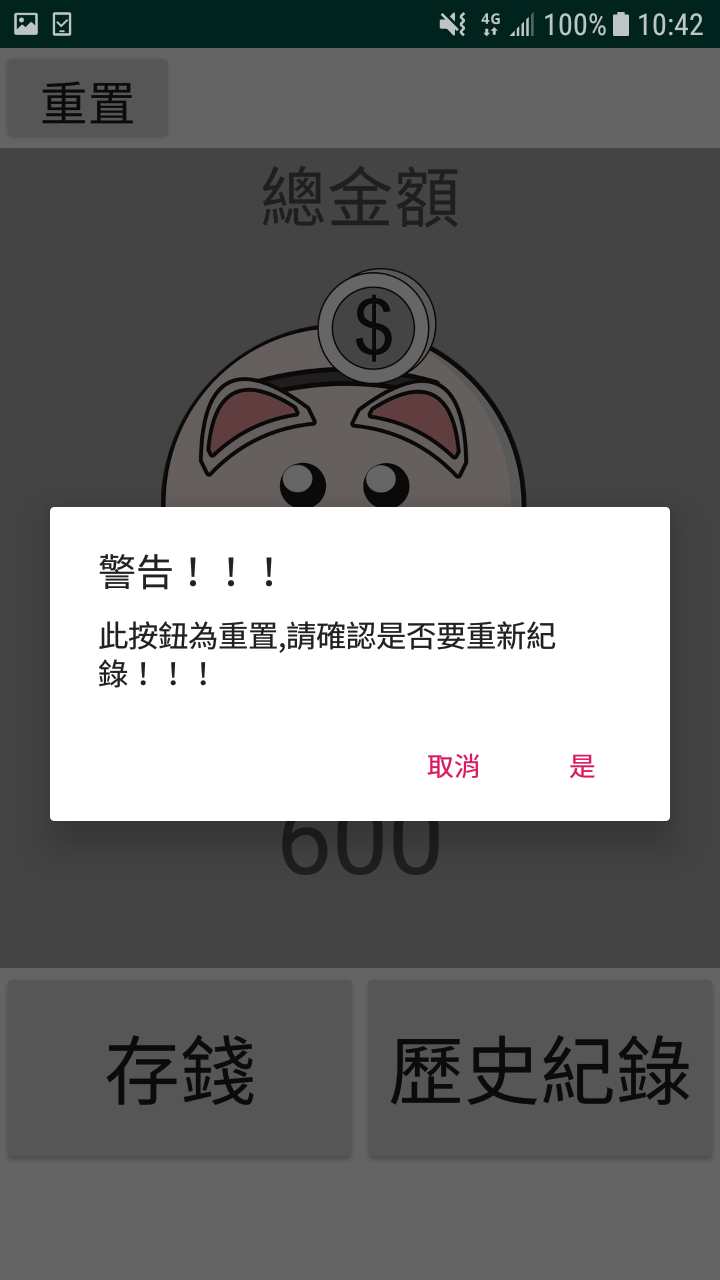 100% 10:42
4G
重置
總金額
$
警告！！！
此按鈕為重置,請確認是否要重新紀
錄！！！
取消 是
600
存錢 歷史紀錄